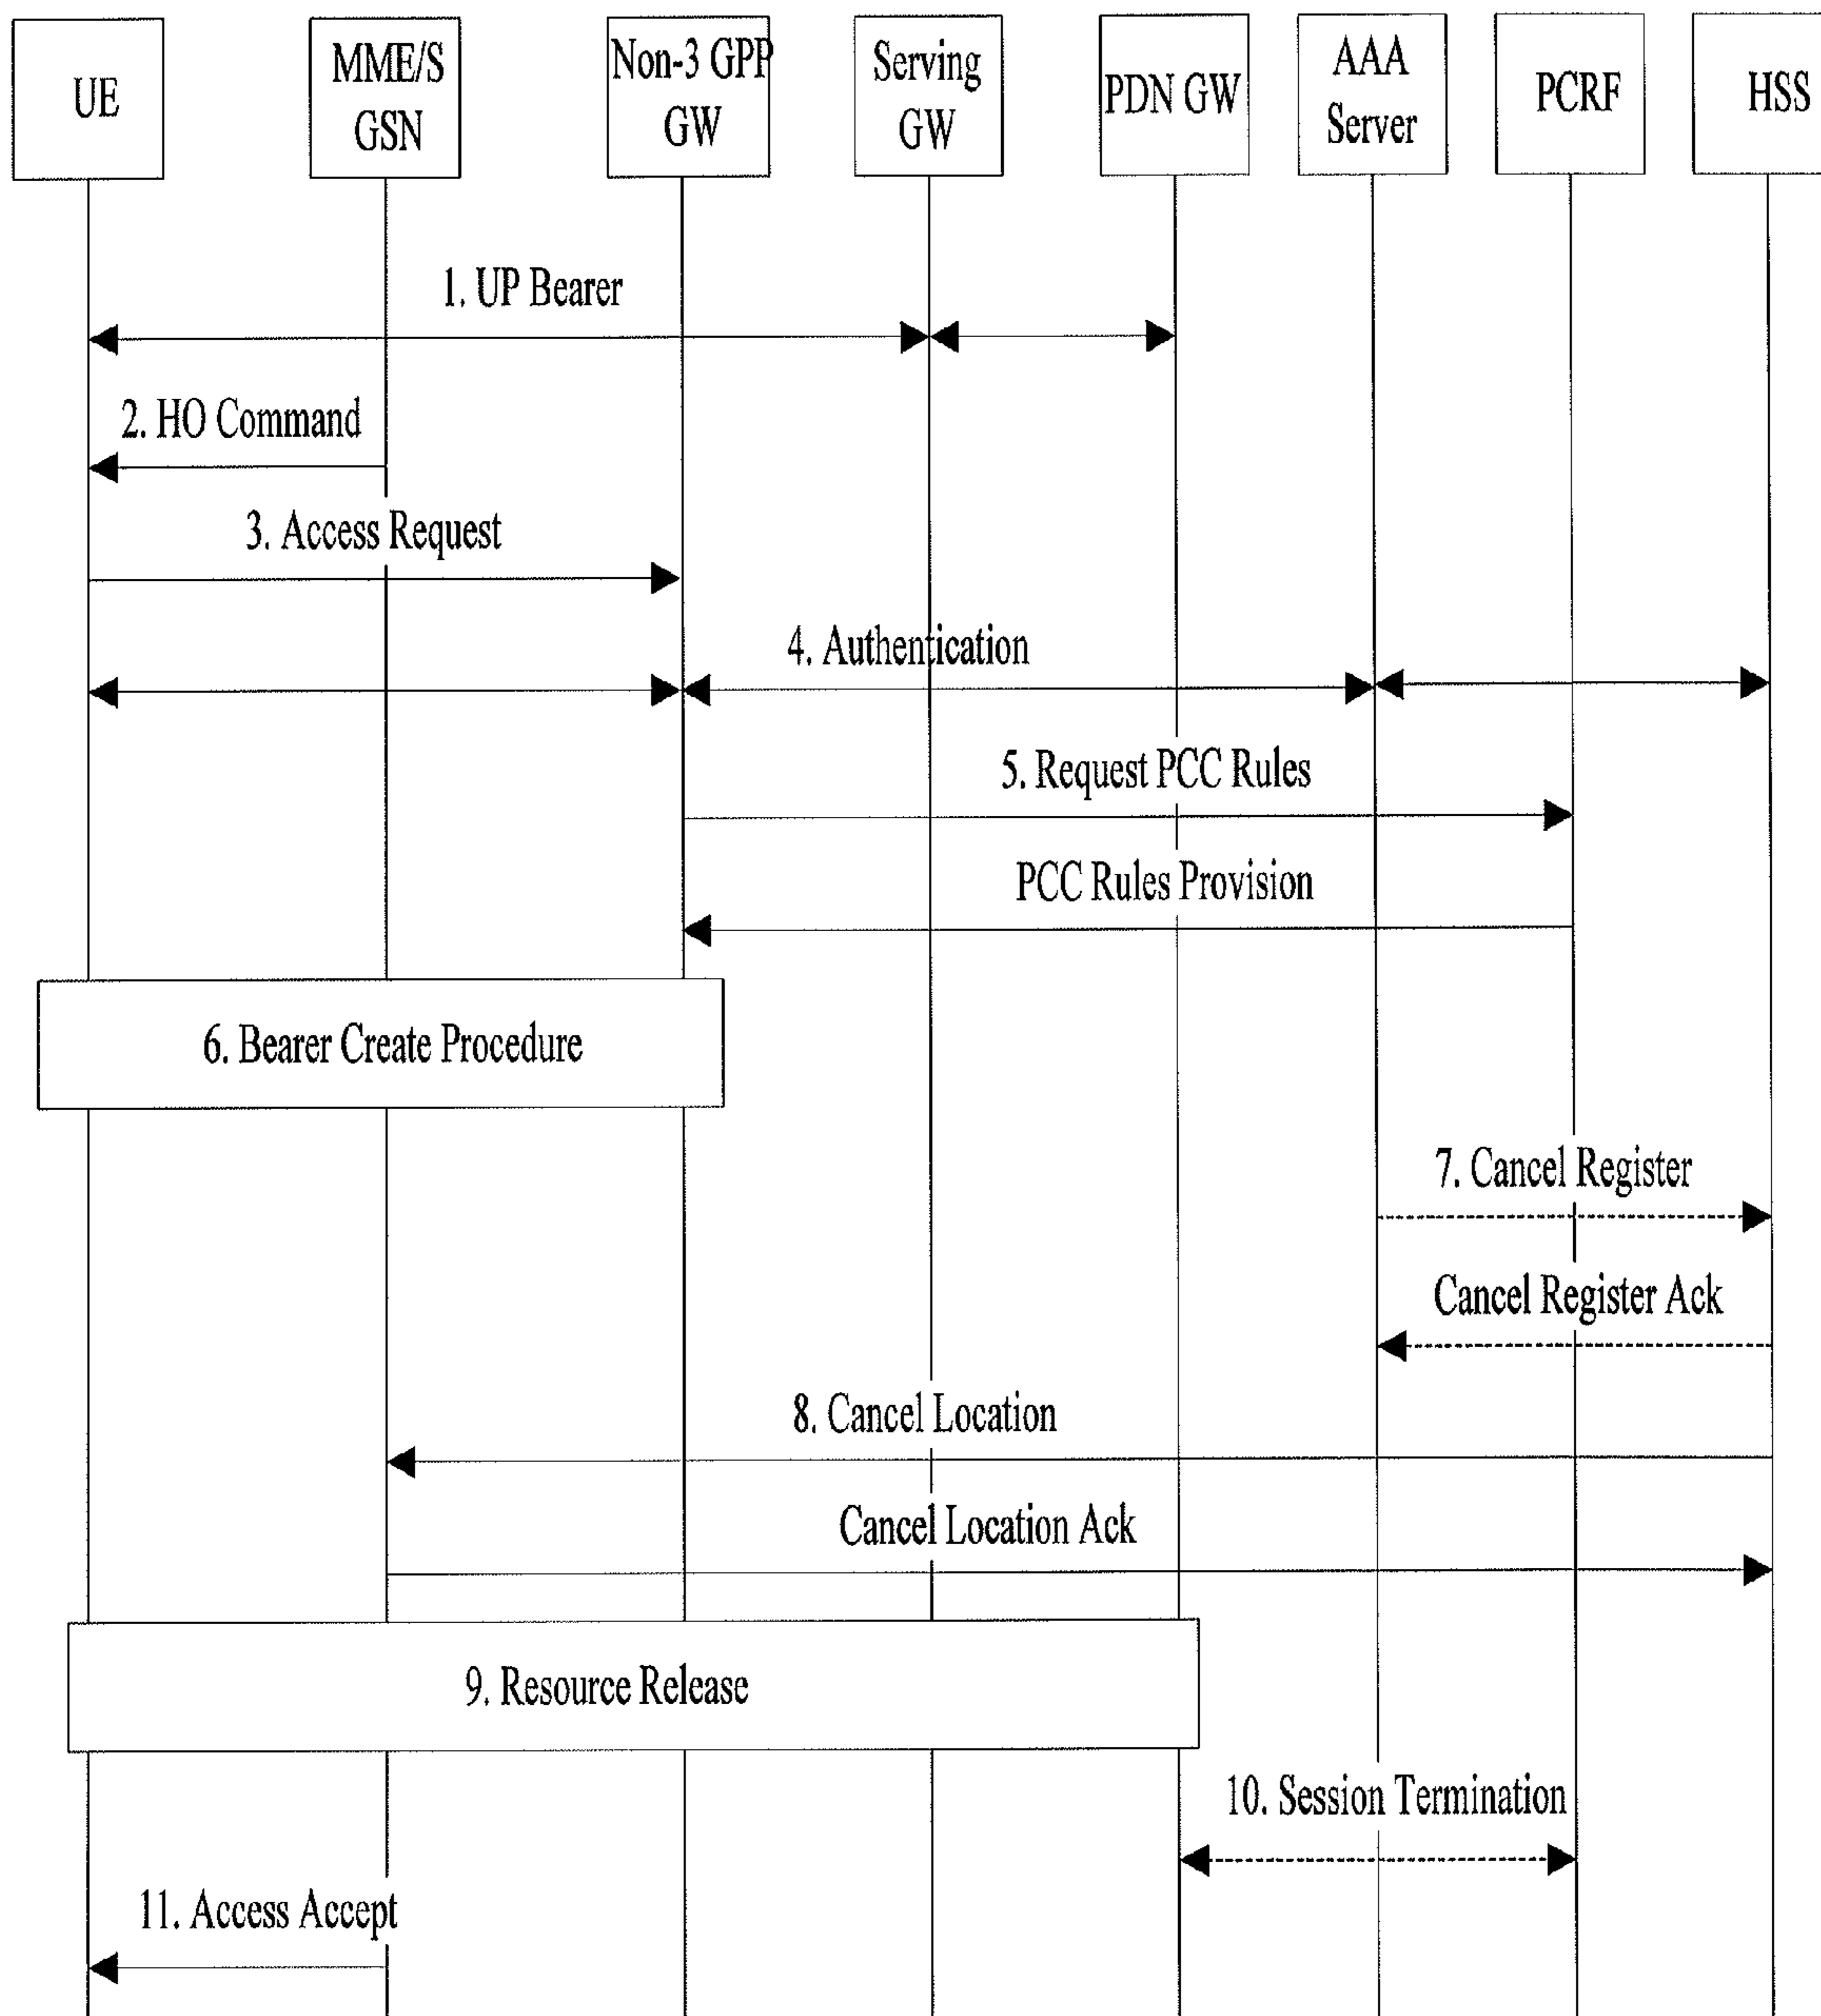 UE
MME/S
GSN
Non-3 GPP
GW
Serving
GW
PDN GW
AAA
Server
PCRF
HSS
1. UP Bearer
2. HO Command
3. Access Request
4. Authentication
5. Request PCC Rules
PCC Rules Provision
6. Bearer Create Procedure
7. Cancel Register
Cancel Register Ack
8. Cancel Location
Cancel Location Ack
9. Resource Release
10. Session Termination
11. Access Accept